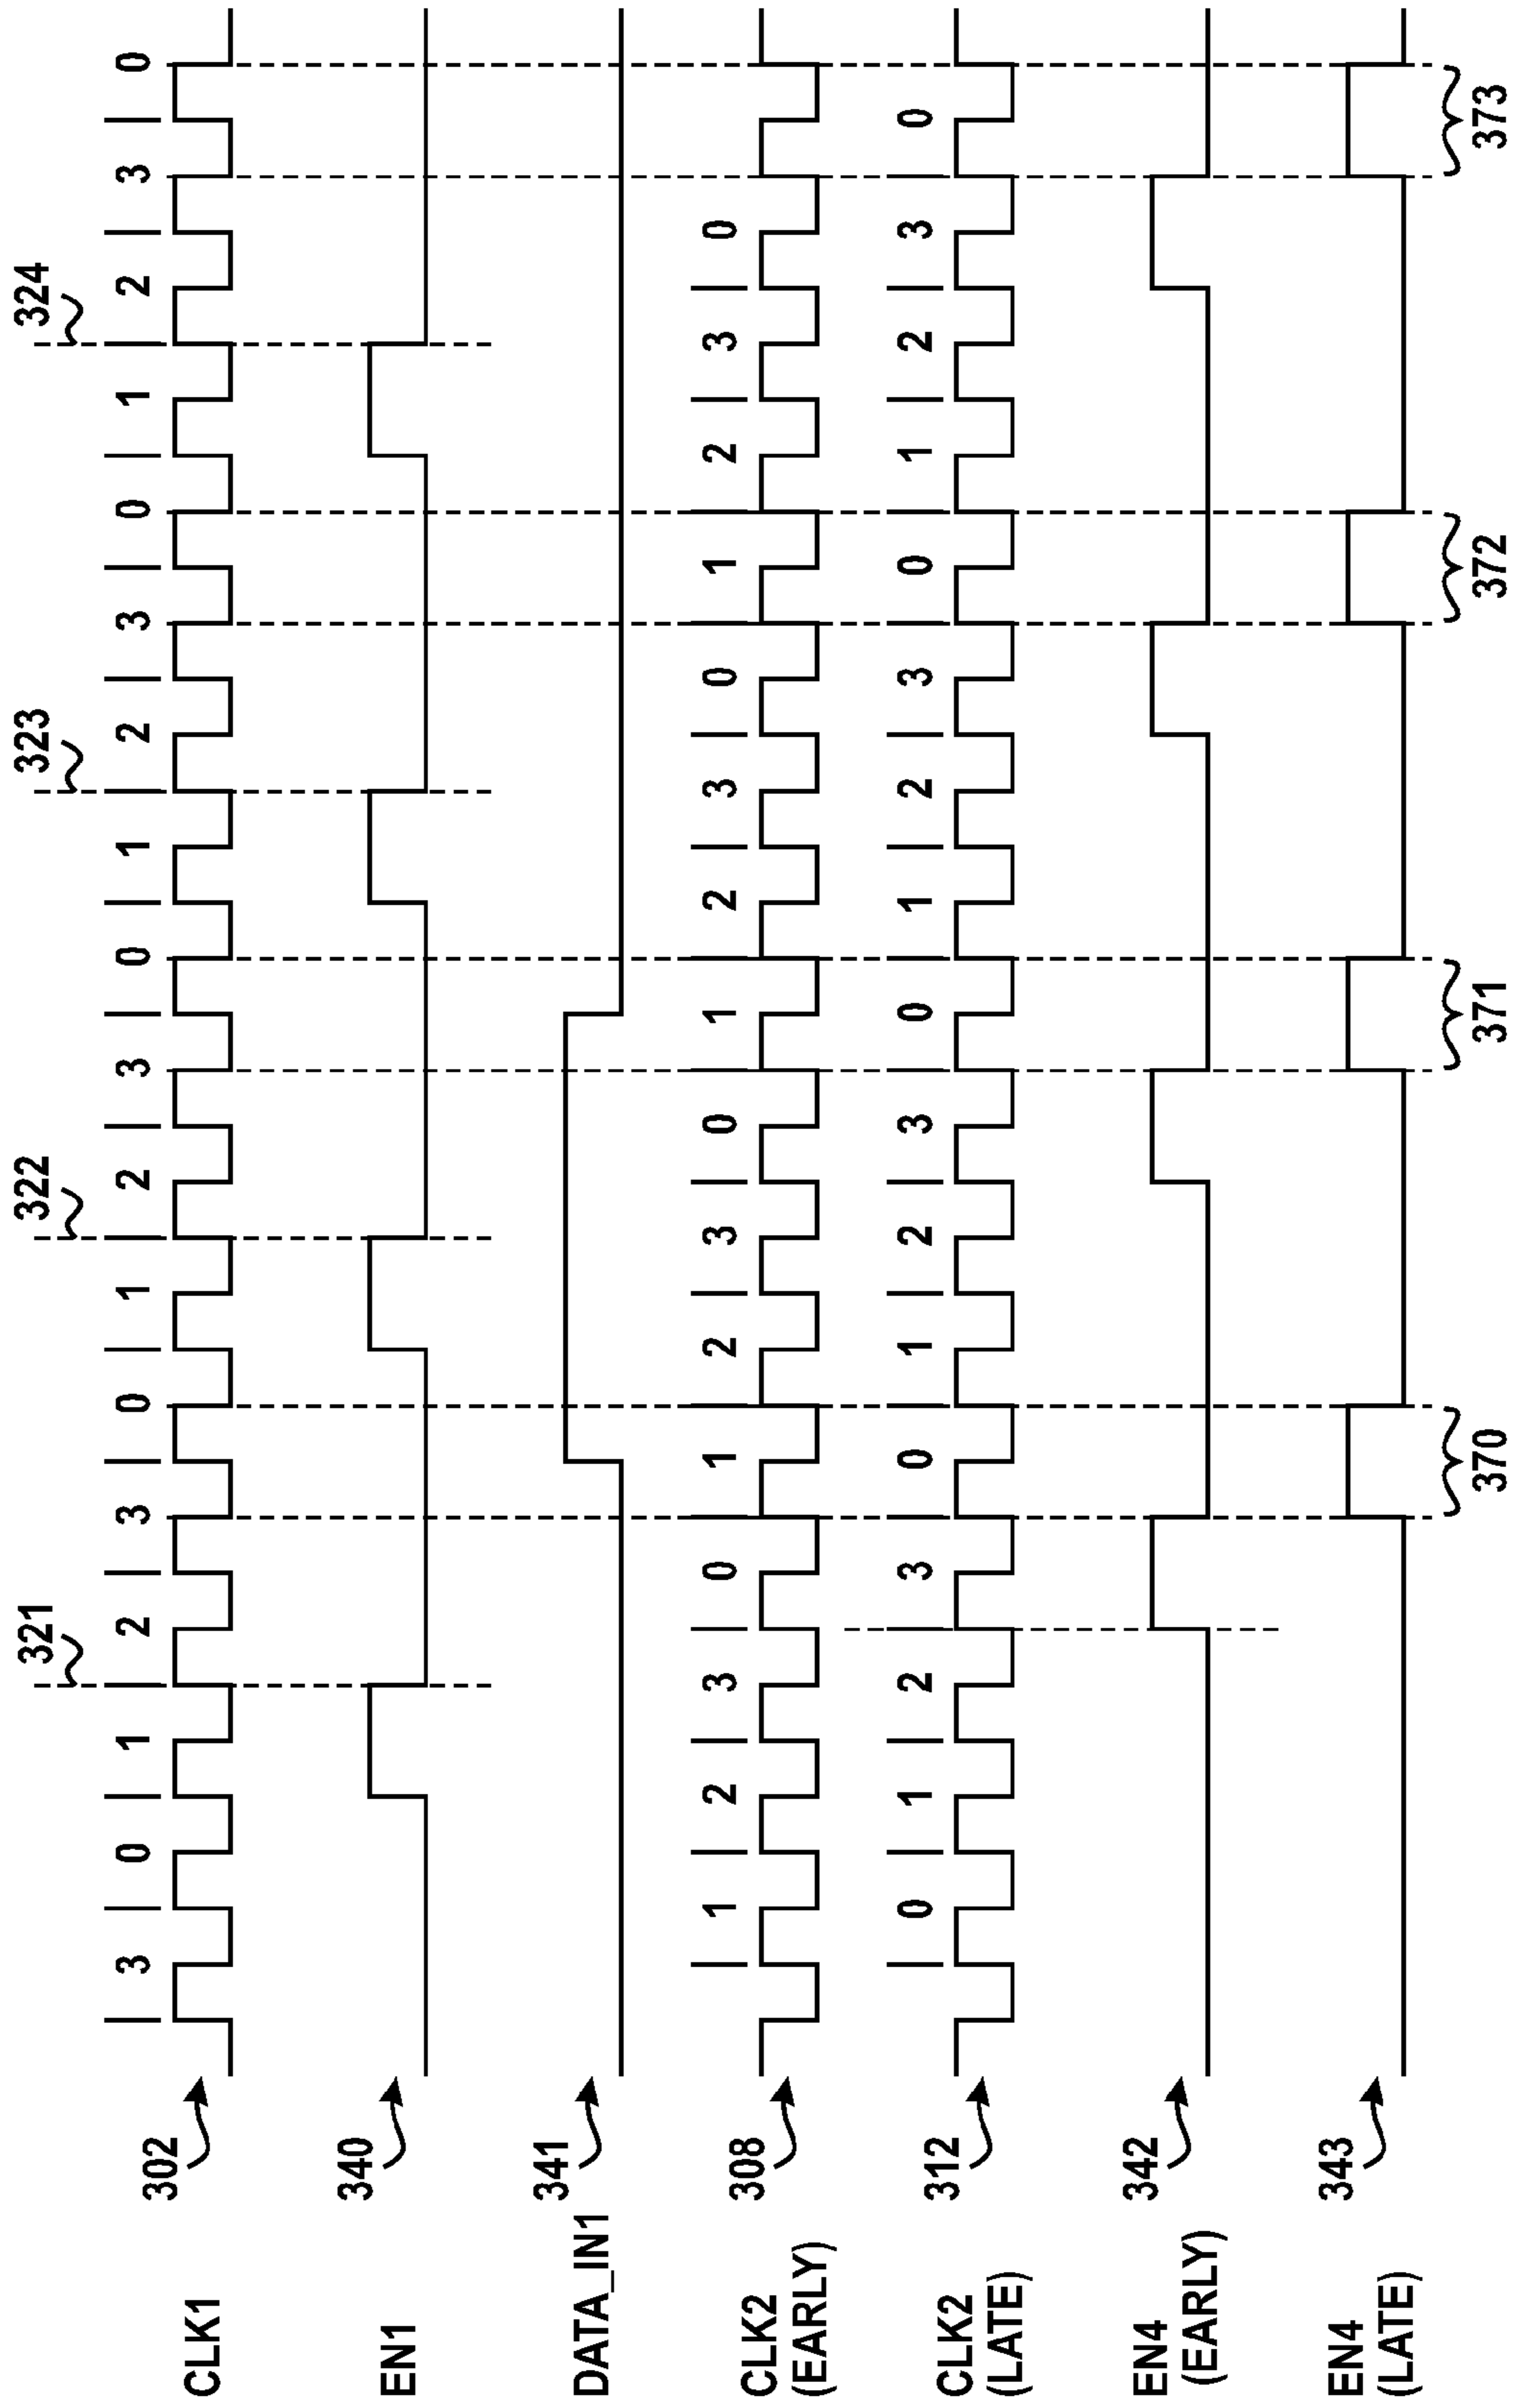 321 322 323 324
3 0 1 2 3 0 1 2 3 0 1 2 3 0 1 2 3 0
302
CLK1
340
EN1
341
DATA_IN1
1 2 3 0 1 2 3 0 1 2 3 0 1 2 3 0
308
CLK2
(EARLY)
0 1 2 3 0 1 2 3 0 1 2 3 0 1 2 3 0
312
CLK2
(LATE)
342
EN4
(EARLY)
343
EN4
(LATE)
370 371 372 373